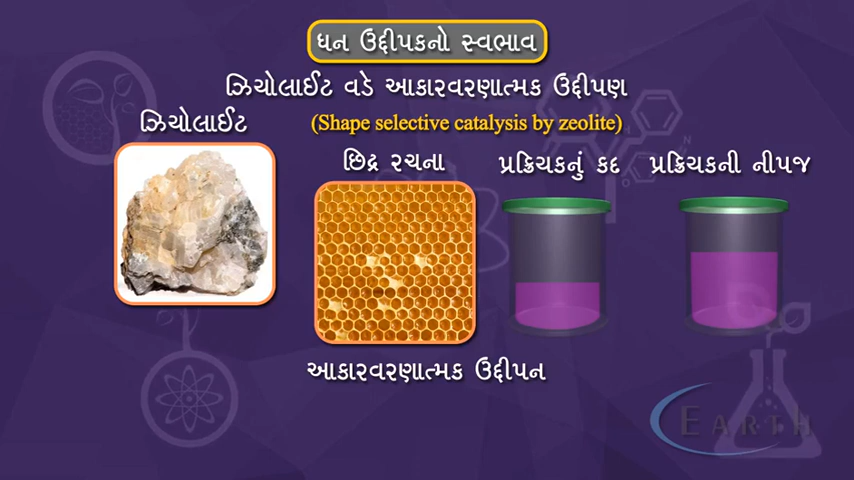 ધન ઉદ્દીપકનો સ્વભાવ
ઝિયોલાઈટ વડે આકારવરણાત્મક ઉદ્દીપણ
(Shape selective catalysis by zeolite)
ઝિયોલાઈટ
છિદ્ર રચના
પ્રક્રિયકનું કદ
પ્રક્રિયકની નીપજ
આકારવરણાત્મક ઉદ્દીપન
EARTH